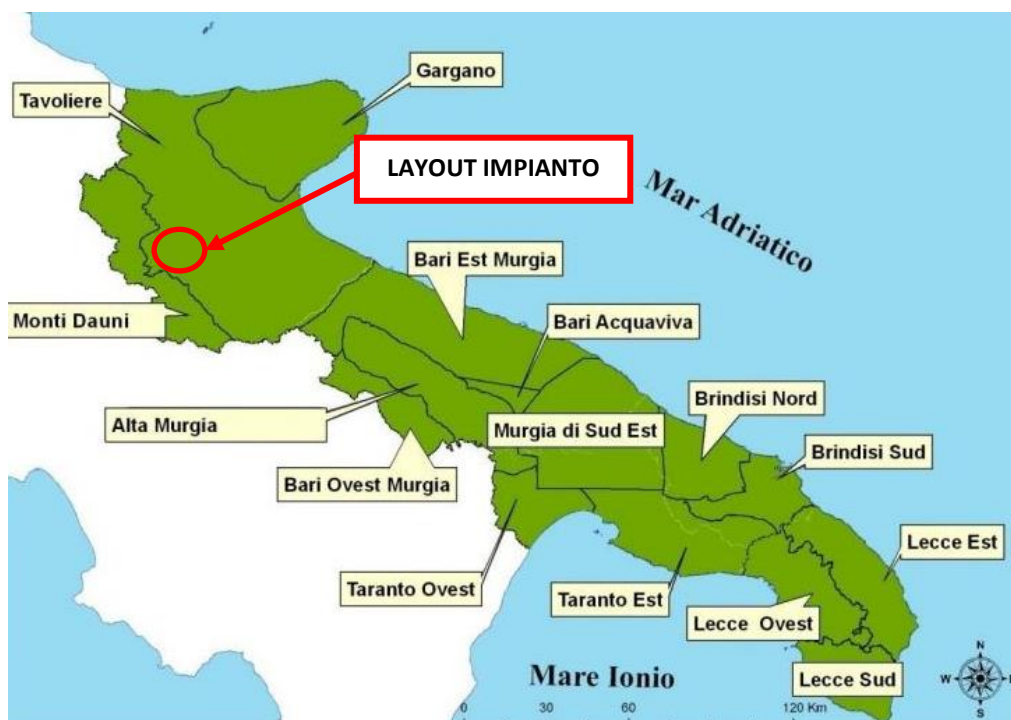 Gargano
Tavoliere
LAYOUT IMPIANTO
Mar Adriatico
Bari Est Murgia
Monti Dauni
Bari Acquaviva
Brindisi Nord
Alta Murgia
Murgia di Sud Est
Brindisi Sud
Bari Ovest Murgia
Lecce Est
Taranto Ovest
Taranto Est
Lecce Ovest
Mare Ionio
Lecce Sud
N
W
S
0 30 60 120 Km